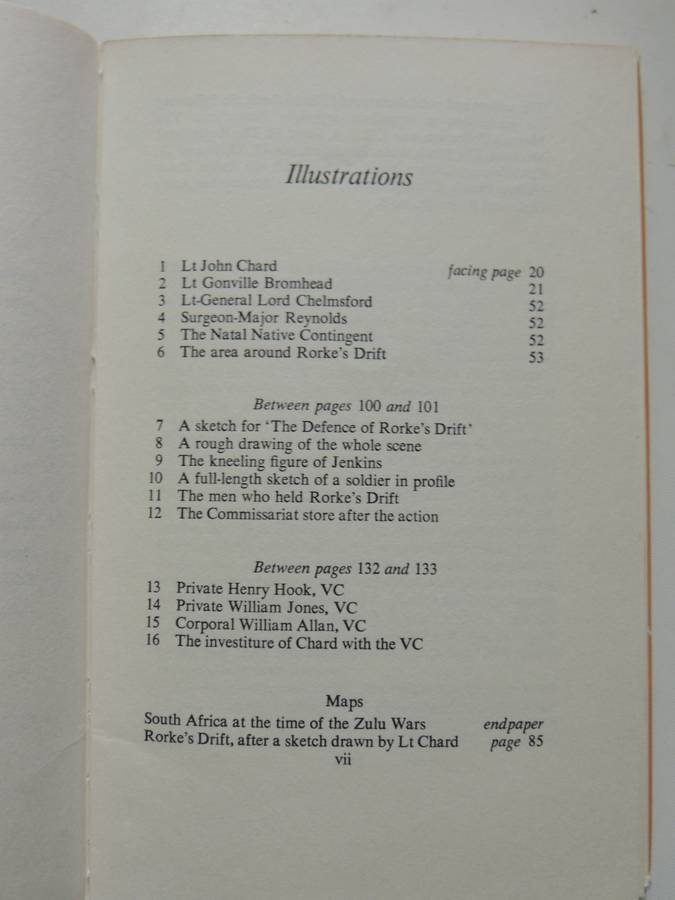 Illustrations
1 Lt John Chard facing page 20
2 Lt Gonville Bromhead 21
3 Lt-General Lord Chelmsford 52
4 Surgeon-Major Reynolds 52
5 The Natal Native Contingent 52
6 The area around Rorke's Drift 53
Between pages 100 and 101
7 A sketch for ‘The Defence of Rorke's Drift’
8 A rough drawing of the whole scene
9 The kneeling figure of Jenkins
10 A full-length sketch of a soldier in profile
11 The men who held Rorke's Drift
12 The Commissariat store after the action
Between pages 132 and 133
13 Private Henry Hook, VC
14 Private William Jones, VC
15 Corporal William Allan, VC
16 The investiture of Chard with the VC
Maps
South Africa at the time of the Zulu Wars endpaper
Rorke's Drift, after a sketch drawn by Lt Chard page 85
vii